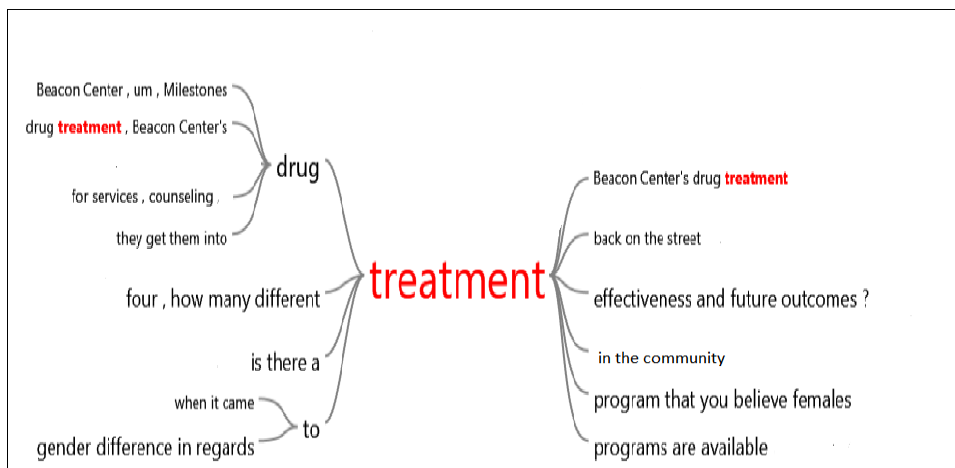 Beacon Center , um , Milestones
drug treatment , Beacon Center's
for services , counseling
they get them into
drug
four , how many different
is there a
when it came
gender difference in regards
to
treatment
Beacon Center's drug treatment
back on the street
effectiveness and future outcomes ?
in the community
program that you believe females
programs are available